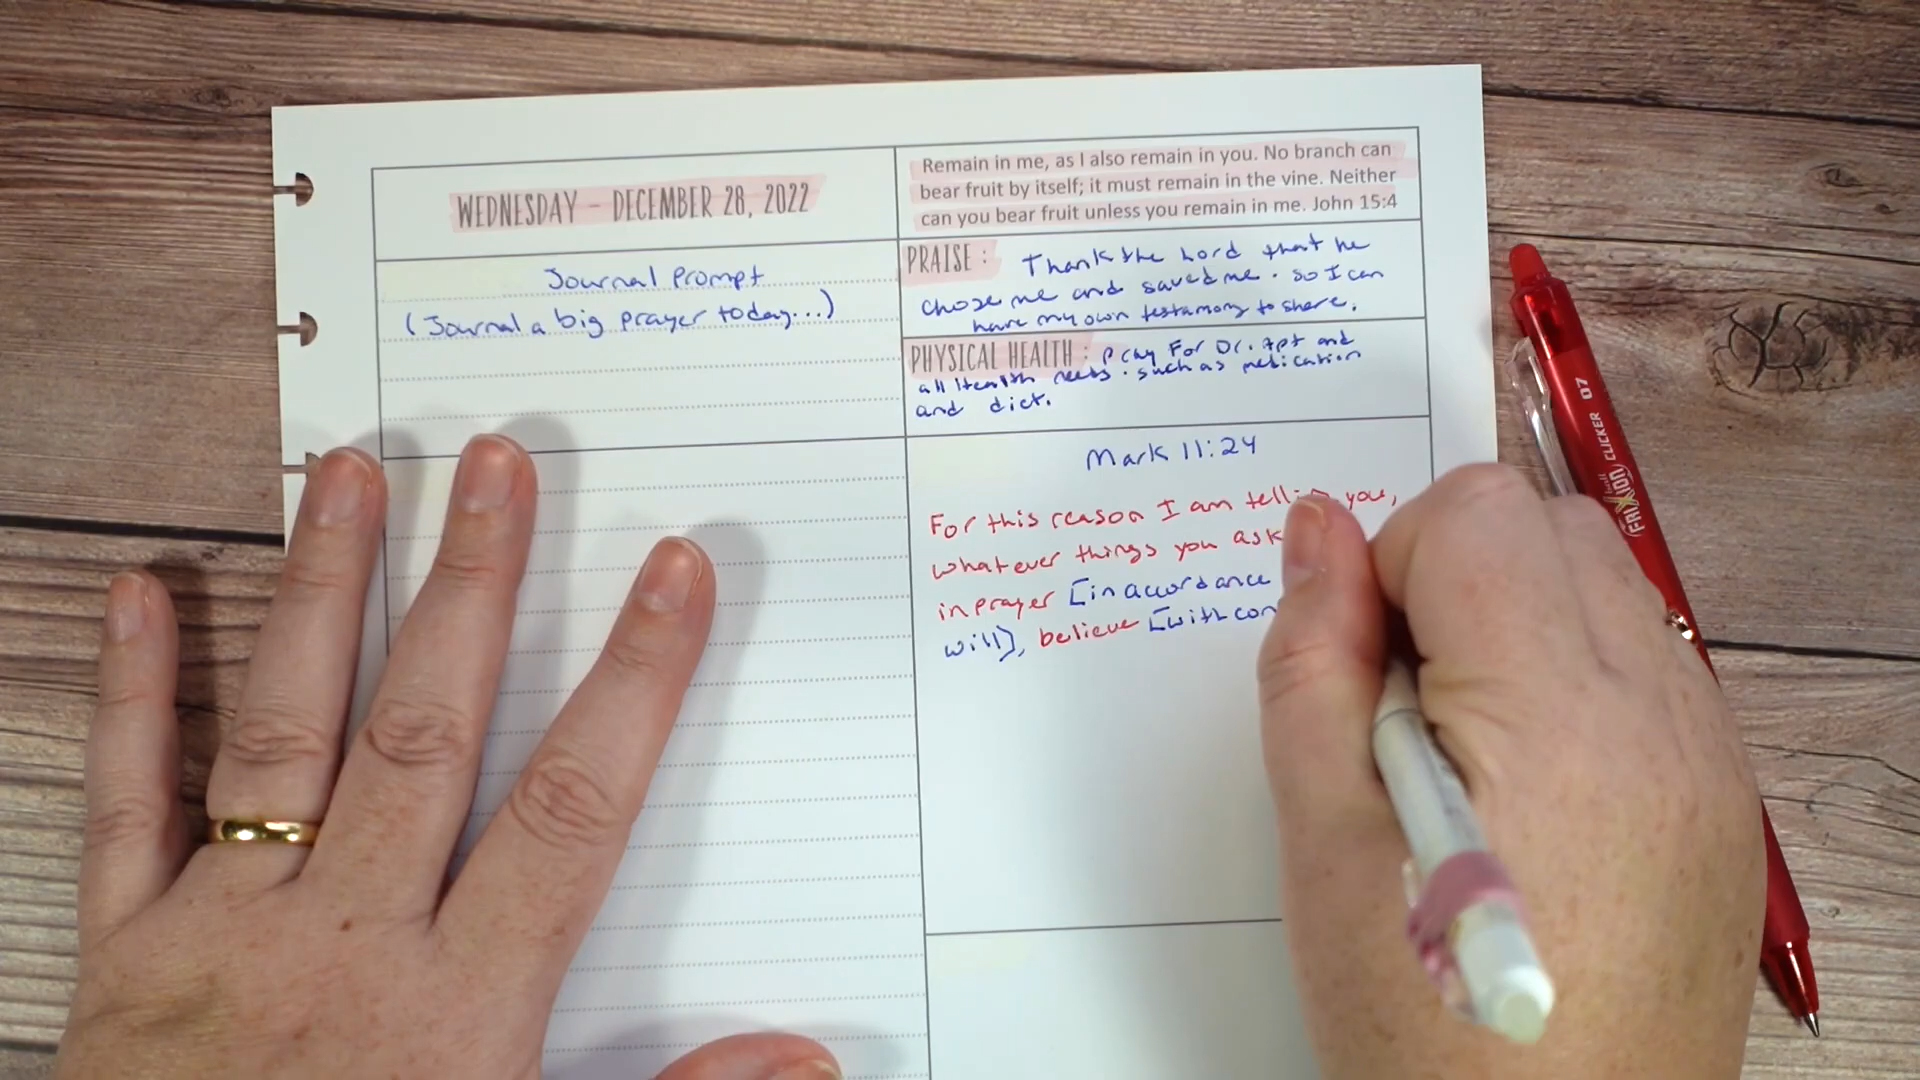 WEDNESDAY - DECEMBER 28, 2022
Journal Prompt
(Journal a big prayer today...)
Remain in me, as I also remain in you. No branch can
bear fruit by itself; it must remain in the vine. Neither
can you bear fruit unless you remain in me. John 15:4
PRAISE : Thank the Lord that he
chose me and saved me. so I can
have my own testamony to share.
PHYSICAL HEALTH : pray For Dr. Apt and
all Health needs. such as medication
and diet.
Mark 11:24
For this reason I am you,
whatever things you ask
in prayer [in accordance
will], believe [with
FRIXION CLICKER 07